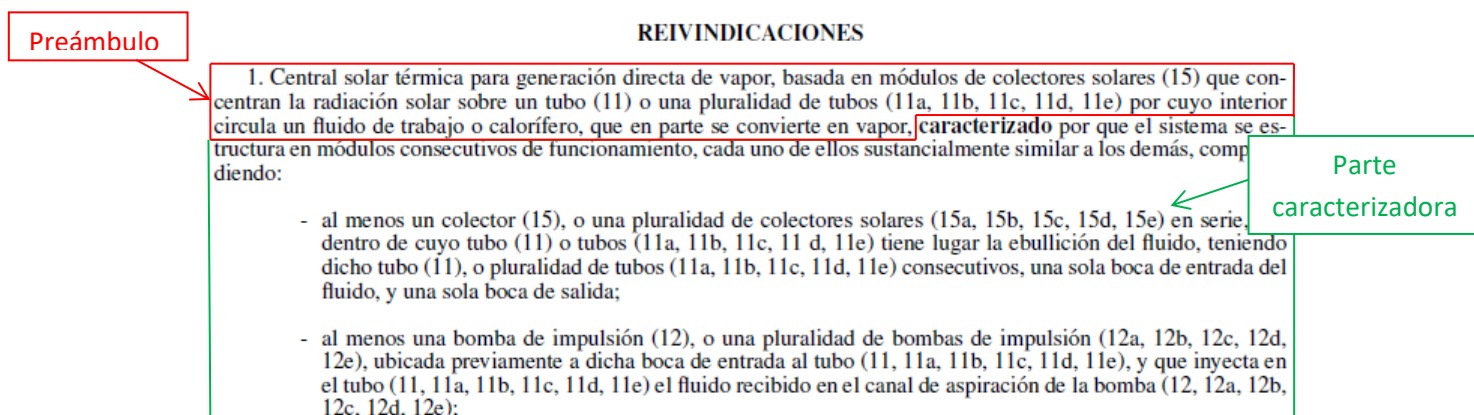 REIVINDICACIONES
Preámbulo
1. Central solar térmica para generación directa de vapor, basada en módulos de colectores solares (15) que con-
centran la radiación solar sobre un tubo (11) o una pluralidad de tubos (11a, 11b, 11c, 11d, 11e) por cuyo interior
circula un fluido de trabajo o calorífero, que en parte se convierte en vapor, caracterizado por que el sistema se es-
tructura en módulos consecutivos de funcionamiento, cada uno de ellos sustancialmente similar a los demás, comp
diendo:
Parte
caracterizadora
- al menos un colector (15), o una pluralidad de colectores solares (15a, 15b, 15c, 15d, 15e) en serie,
dentro de cuyo tubo (11) o tubos (11a, 11b, 11c, 11 d, 11e) tiene lugar la ebullición del fluido, teniendo
dicho tubo (11), o pluralidad de tubos (11a, 11b, 11c, 11d, 11e) consecutivos, una sola boca de entrada del
fluido, y una sola boca de salida;
- al menos una bomba de impulsión (12), o una pluralidad de bombas de impulsión (12a, 12b, 12c, 12d,
12e), ubicada previamente a dicha boca de entrada al tubo (11, 11a, 11b, 11c, 11d, 11e), y que inyecta en
el tubo (11, 11a, 11b, 11c, 11d, 11e) el fluido recibido en el canal de aspiración de la bomba (12, 12a, 12b,
12c, 12d, 12e);